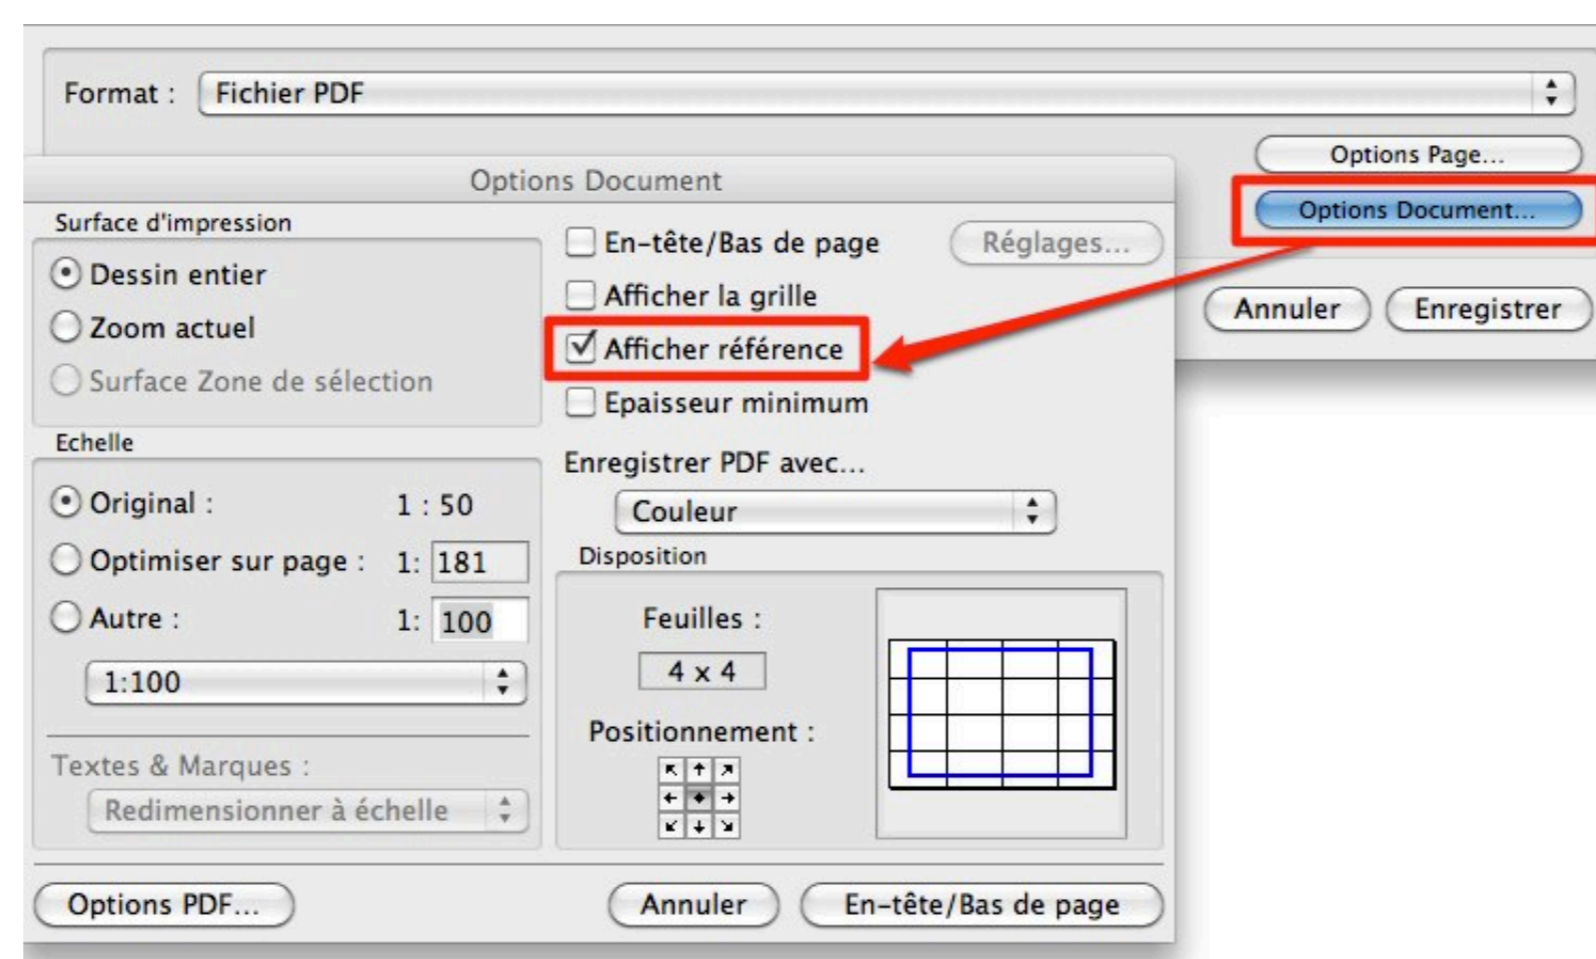 Format : Fichier PDF
Options Page...
Options Document...
Annuler Enregistrer
Options Document
Surface d'impression
Dessin entier
Zoom actuel
Surface Zone de sélection
En-tête/Bas de page Réglages...
Afficher la grille
Afficher référence
Epaisseur minimum
Echelle
Original : 1 : 50
Optimiser sur page : 1: 181
Autre : 1: 100
1:100
Textes & Marques :
Redimensionner à échelle
Enregistrer PDF avec...
Couleur
Disposition
Feuilles :
4 x 4
Positionnement :
Options PDF... Annuler En-tête/Bas de page